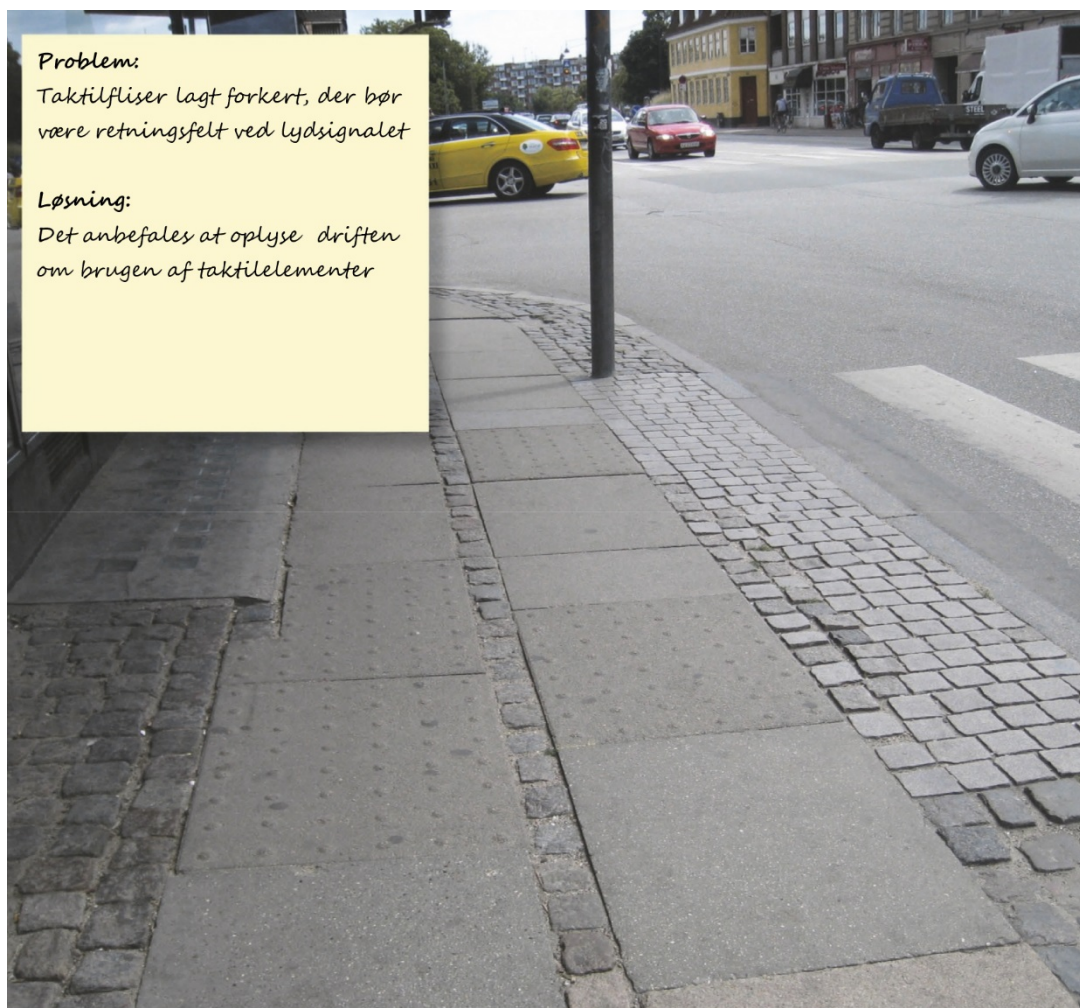 Problem:
Taktilfliser lagt forkert, der bør
være retningsfelt ved lydsignalet
Løsning:
Det anbefales at oplyse driften
om brugen af taktilelementer
STEEL